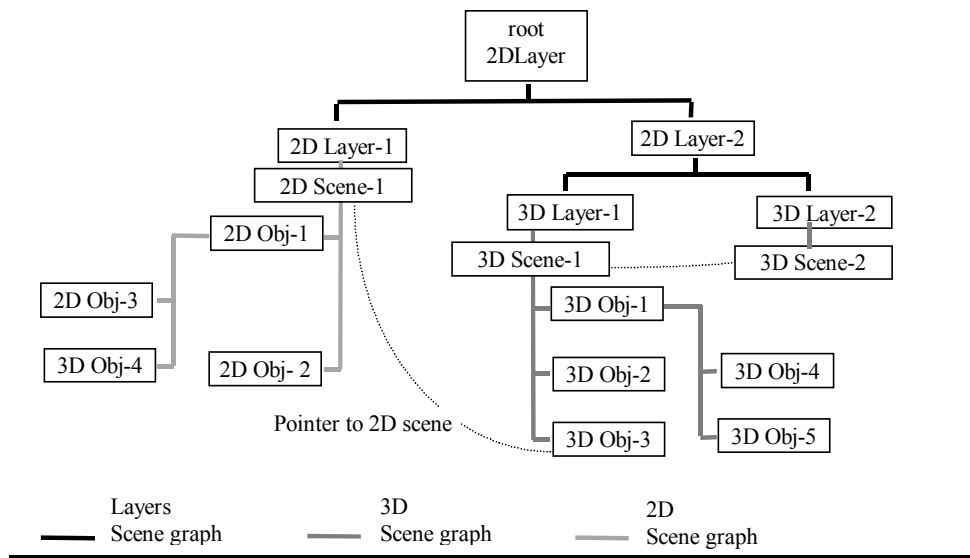 root
2DLayer
2D Layer-1
2D Layer-2
2D Scene-1
3D Layer-1
3D Layer-2
2D Obj-1
3D Scene-1
3D Scene-2
2D Obj-3
3D Obj-1
3D Obj-4
2D Obj- 2
3D Obj-2
3D Obj-4
Pointer to 2D scene
3D Obj-3
3D Obj-5
Layers
Scene graph
3D
Scene graph
2D
Scene graph